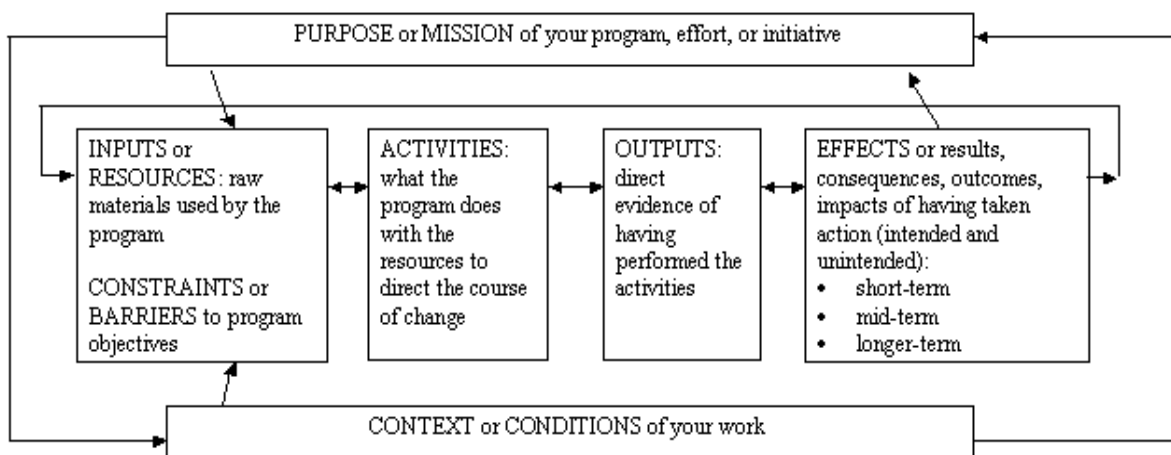 PURPOSE or MISSION of your program, effort, or initiative
INPUTS or
RESOURCES: raw
materials used by the
program
CONSTRAINTS or
BARRIERS to program
objectives
ACTIVITIES:
what the
program does
with the
resources to
direct the course
of change
OUTPUTS:
direct
evidence of
having
performed the
activities
EFFECTS or results,
consequences, outcomes,
impacts of having taken
action (intended and
unintended):
• short-term
• mid-term
• longer-term
CONTEXT or CONDITIONS of your work